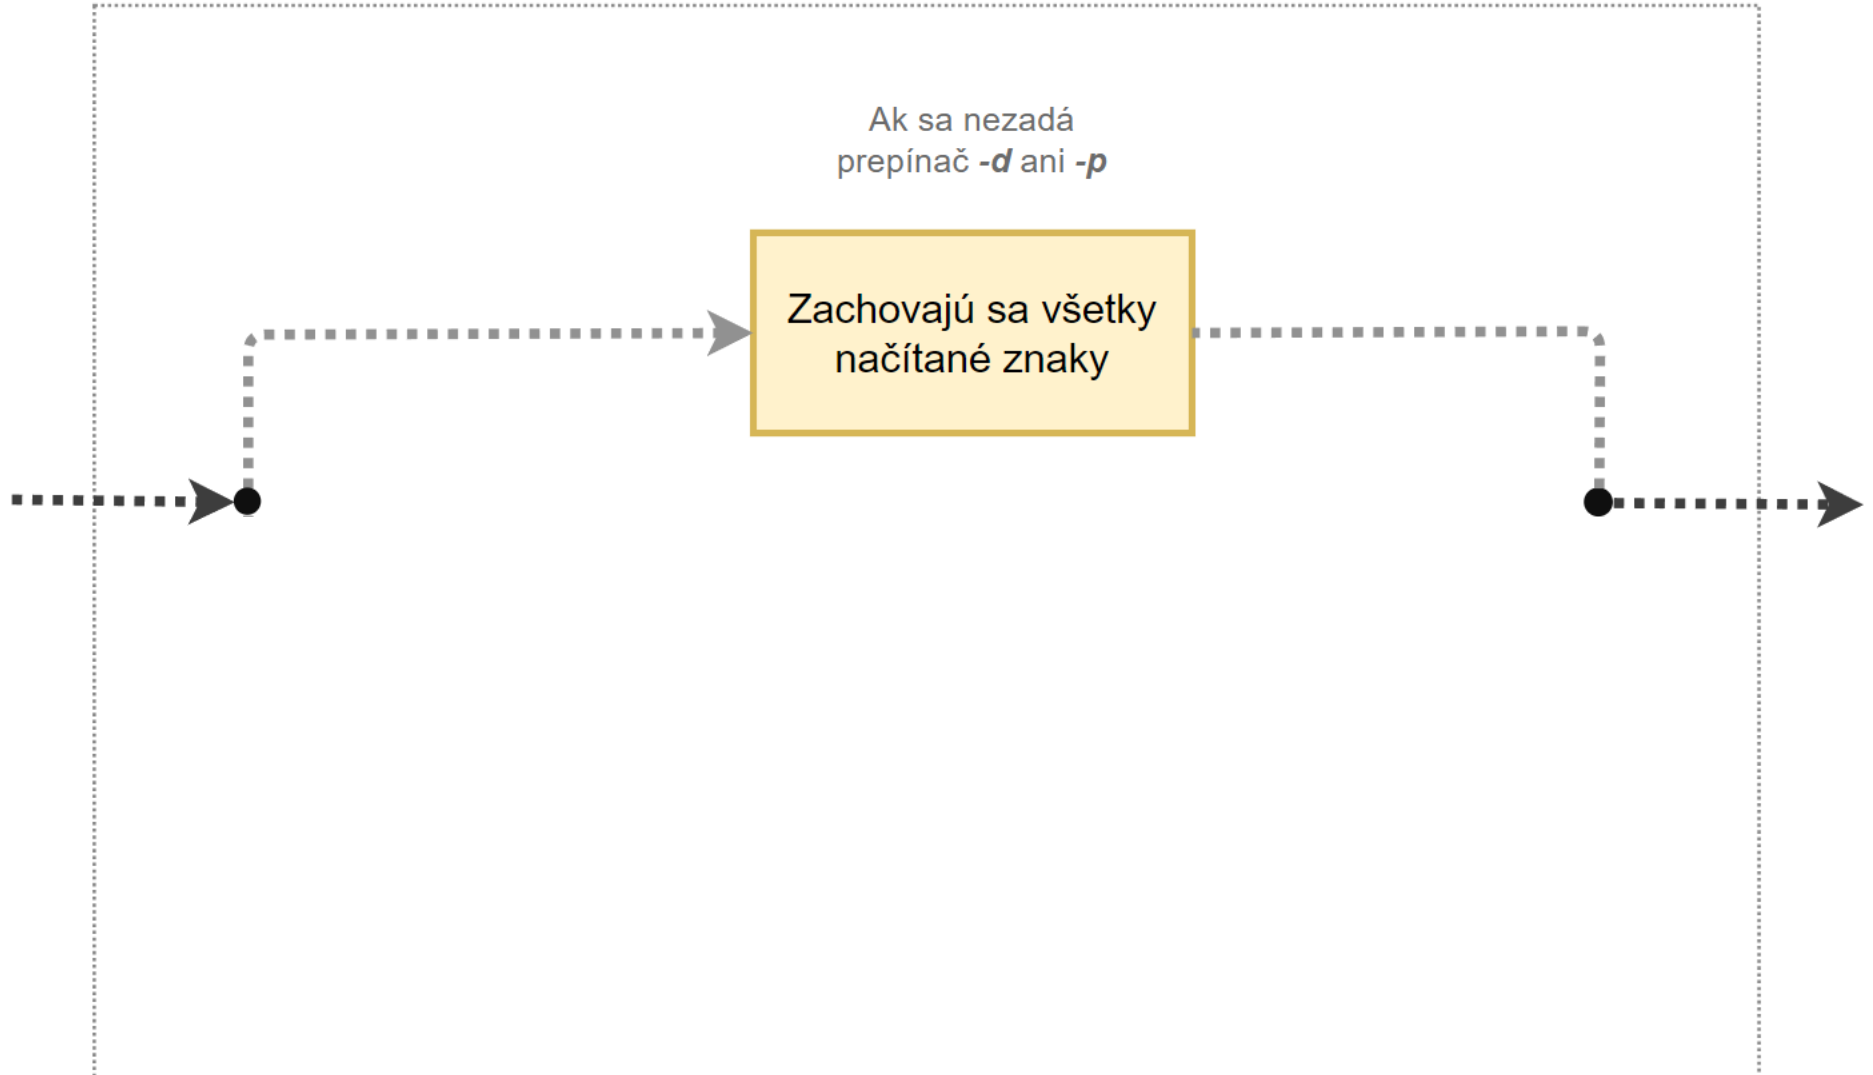 Ak sa nezadá
prepínač -d ani -p
Zachovajú sa všetky
načítané znaky